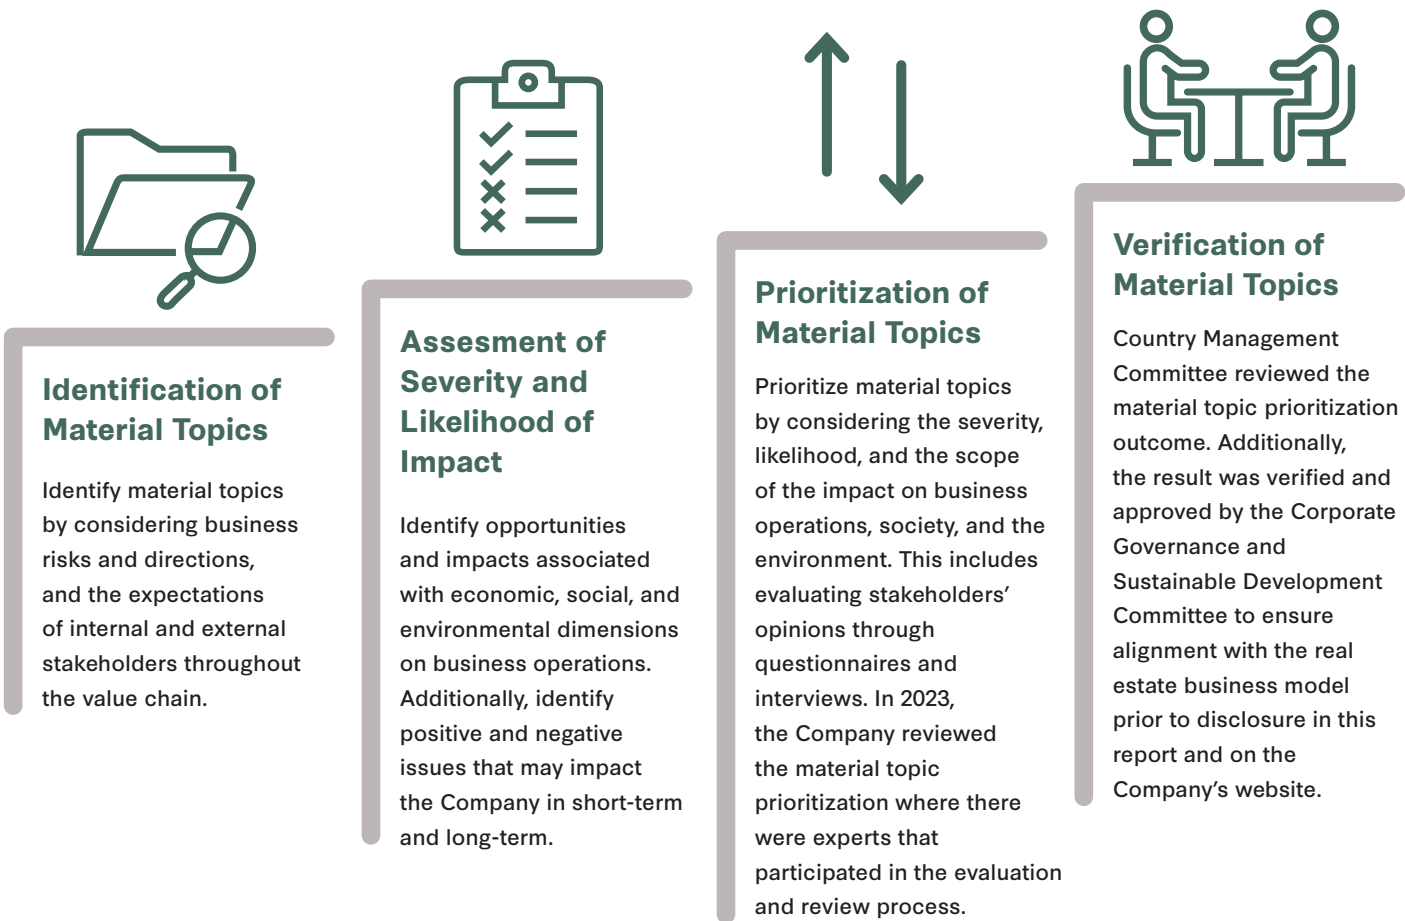 Identification of
Material Topics
Identify material topics
by considering business
risks and directions,
and the expectations
of internal and external
stakeholders throughout
the value chain.
Assesment of
Severity and
Likelihood of
Impact
Identify opportunities
and impacts associated
with economic, social, and
environmental dimensions
on business operations.
Additionally, identify
positive and negative
issues that may impact
the Company in short-term
and long-term.
Prioritization of
Material Topics
Prioritize material topics
by considering the severity,
likelihood, and the scope
of the impact on business
operations, society, and the
environment. This includes
evaluating stakeholders’
opinions through
questionnaires and
interviews. In 2023,
the Company reviewed
the material topic
prioritization where there
were experts that
participated in the evaluation
and review process.
Verification of
Material Topics
Country Management
Committee reviewed the
material topic prioritization
outcome. Additionally,
the result was verified and
approved by the Corporate
Governance and
Sustainable Development
Committee to ensure
alignment with the real
estate business model
prior to disclosure in this
report and on the
Company’s website.